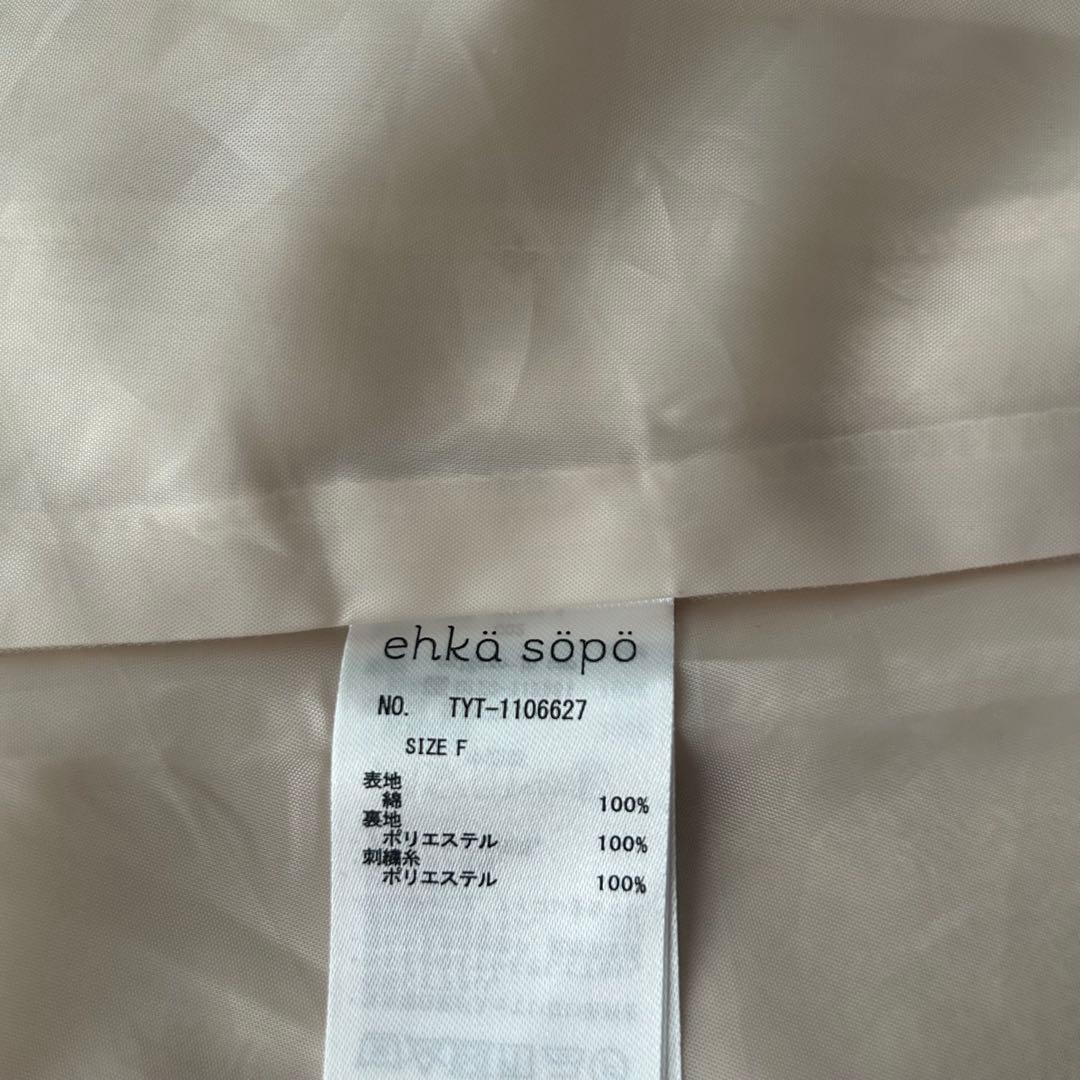 ehkä söpö
NO. TYT-1106627
SIZE F
表地
綿 100%
裏地
ポリエステル 100%
刺繍糸
ポリエステル 100%